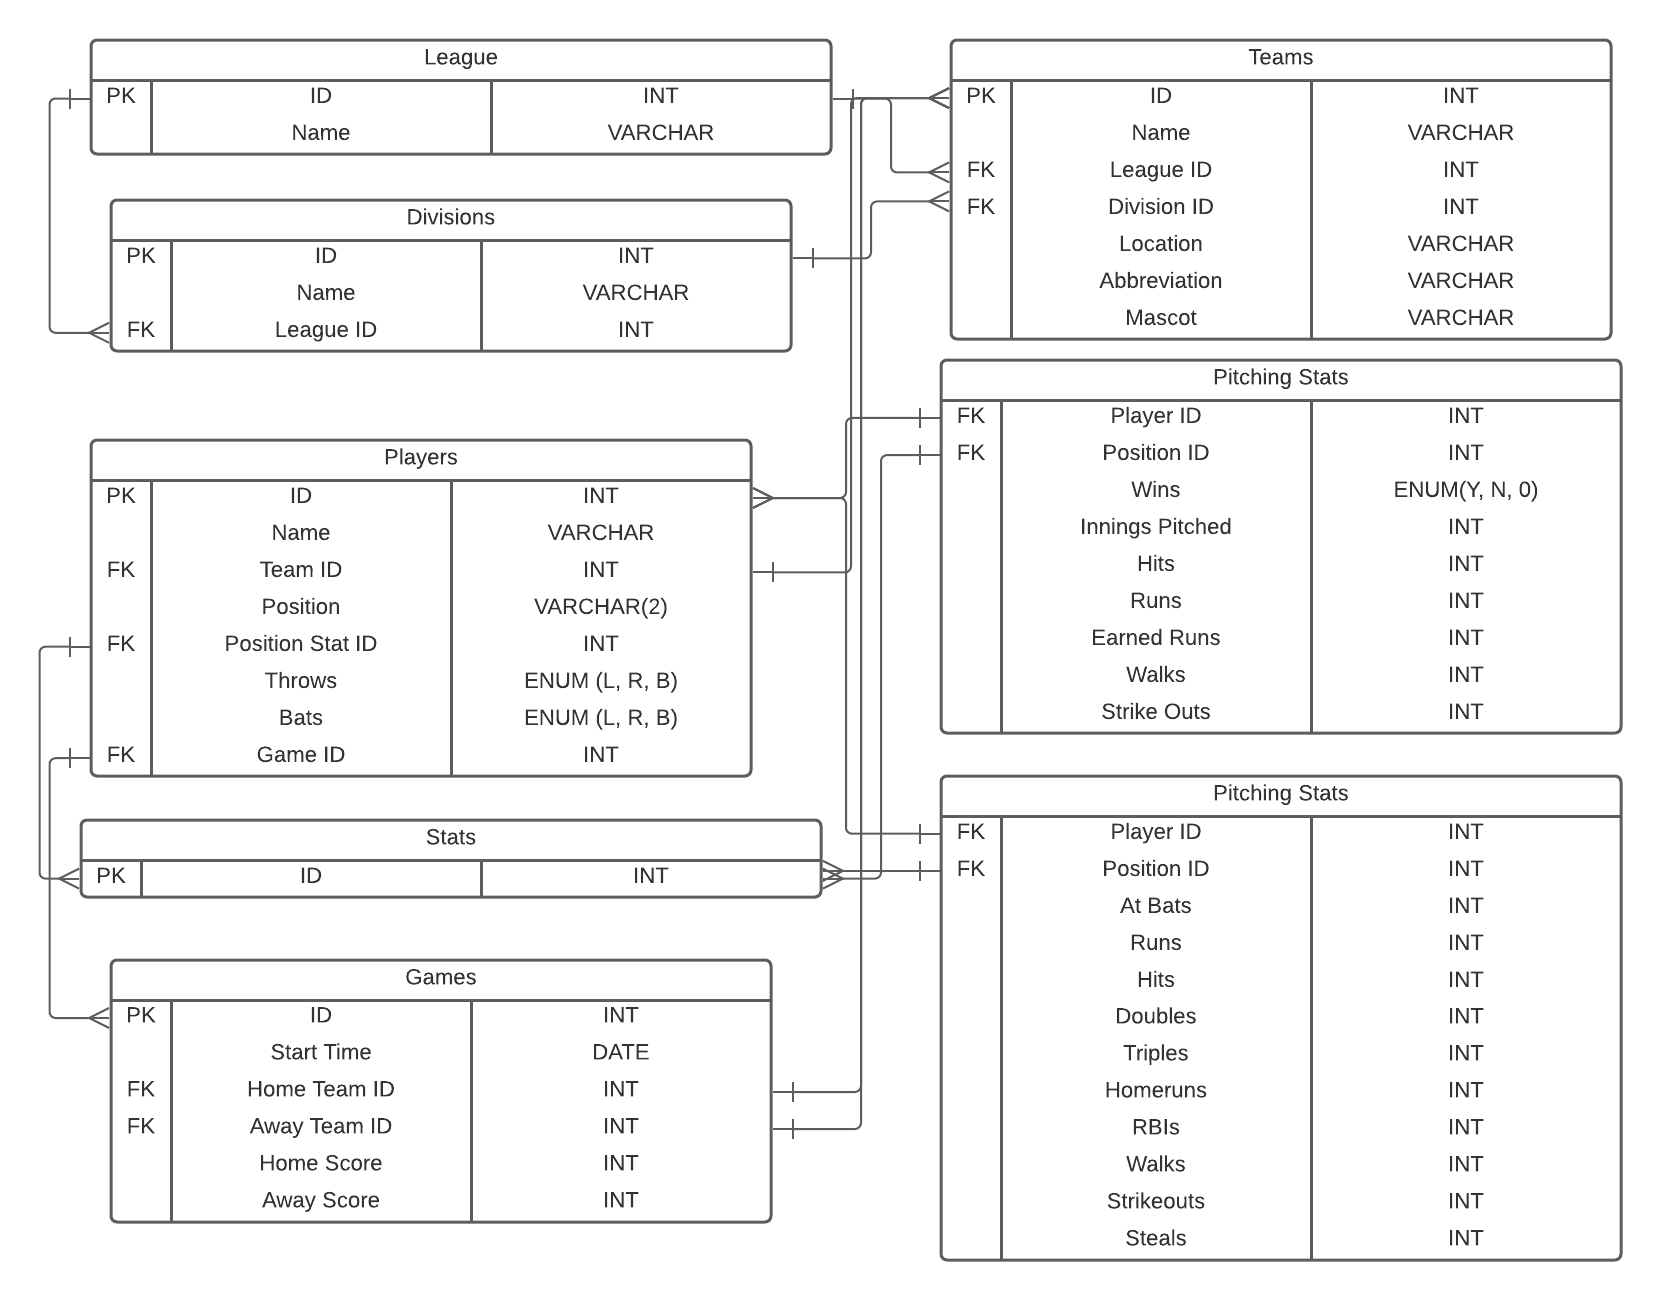 League
PK ID INT
Name VARCHAR
Divisions
PK ID INT
Name VARCHAR
FK League ID INT
Players
PK ID INT
Name VARCHAR
FK Team ID INT
Position VARCHAR(2)
FK Position Stat ID INT
Throws ENUM (L, R, B)
Bats ENUM (L, R, B)
FK Game ID INT
Stats
PK ID INT
Games
PK ID INT
Start Time DATE
FK Home Team ID INT
FK Away Team ID INT
Home Score INT
Away Score INT
Teams
PK ID INT
Name VARCHAR
FK League ID INT
FK Division ID INT
Location VARCHAR
Abbreviation VARCHAR
Mascot VARCHAR
Pitching Stats
FK Player ID INT
FK Position ID INT
Wins ENUM(Y, N, 0)
Innings Pitched INT
Hits INT
Runs INT
Earned Runs INT
Walks INT
Strike Outs INT
Pitching Stats
FK Player ID INT
FK Position ID INT
At Bats INT
Runs INT
Hits INT
Doubles INT
Triples INT
Homeruns INT
RBIs INT
Walks INT
Strikeouts INT
Steals INT